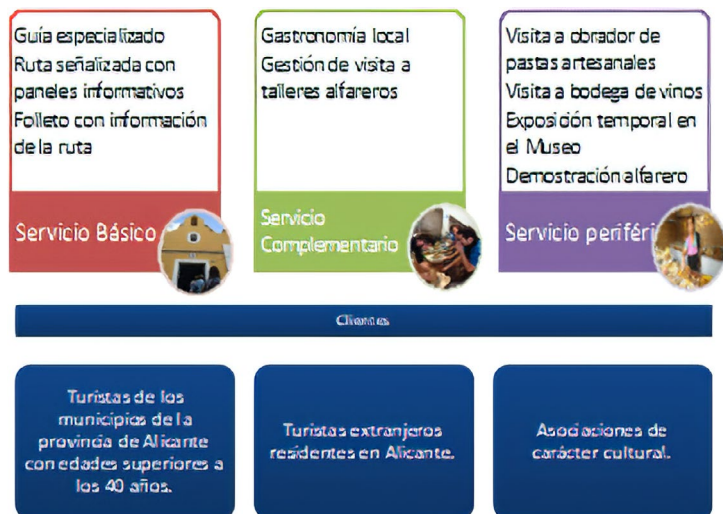 Guía especializado
Ruta señalizada con
paneles informativos
Folleto con información
de la ruta
Servicio Básico
Gastronomía local
Gestión de visita a
talleres alfareros
Servicio
Complementario
Visita a obrador de
pastas artesanales
Visita a bodega de vinos
Exposición temporal en
el Museo
Demostración alfarero
Servicio periféri
Clientes
Turistas de los
municipios de la
provincia de Alicante
con edades superiores a
los 40 años.
Turistas extranjeros
residentes en Alicante.
Asociaciones de
carácter cultural.